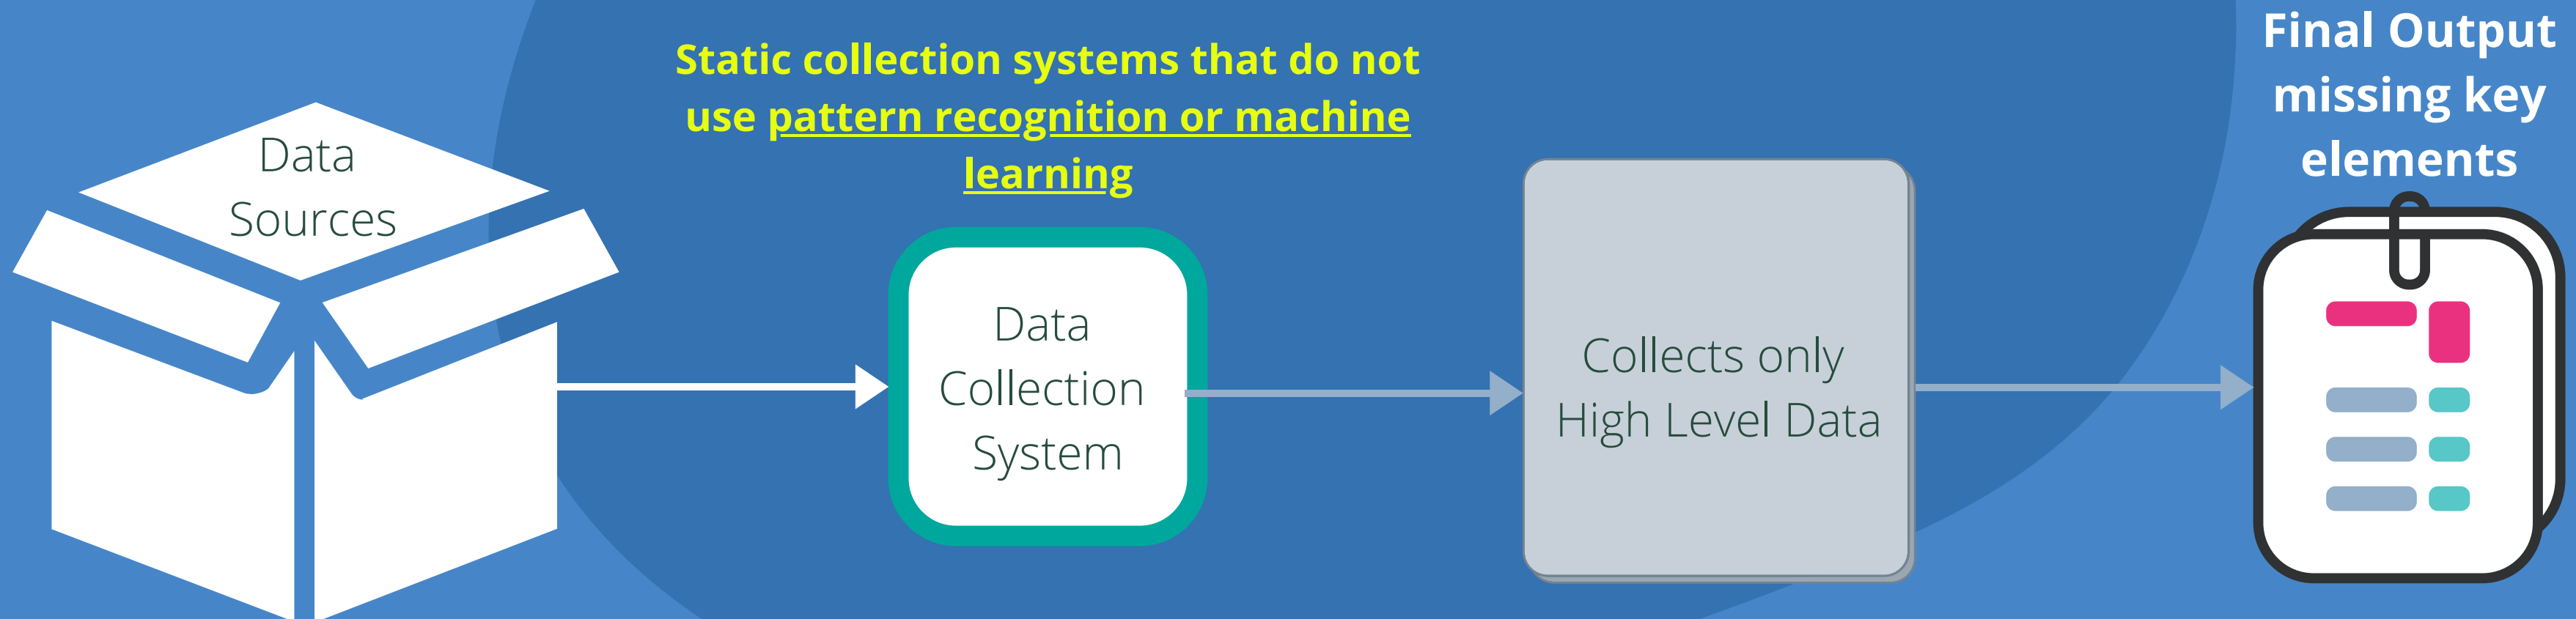 Data
Sources
Static collection systems that do not
use pattern recognition or machine
learning
Data
Collection
System
Collects only
High Level Data
Final Output
missing key
elements